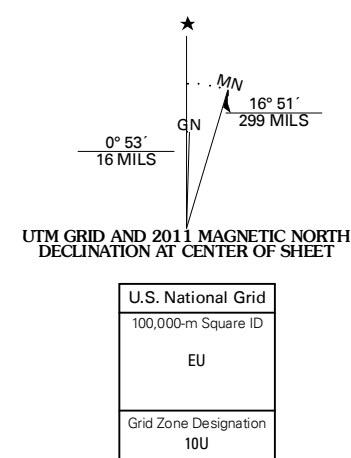 ★
MN
GN
16° 51´
299 MILS
0° 53´
16 MILS
UTM GRID AND 2011 MAGNETIC NORTH
DECLINATION AT CENTER OF SHEET
U.S. National Grid
100,000-m Square ID
EU
Grid Zone Designation
10U